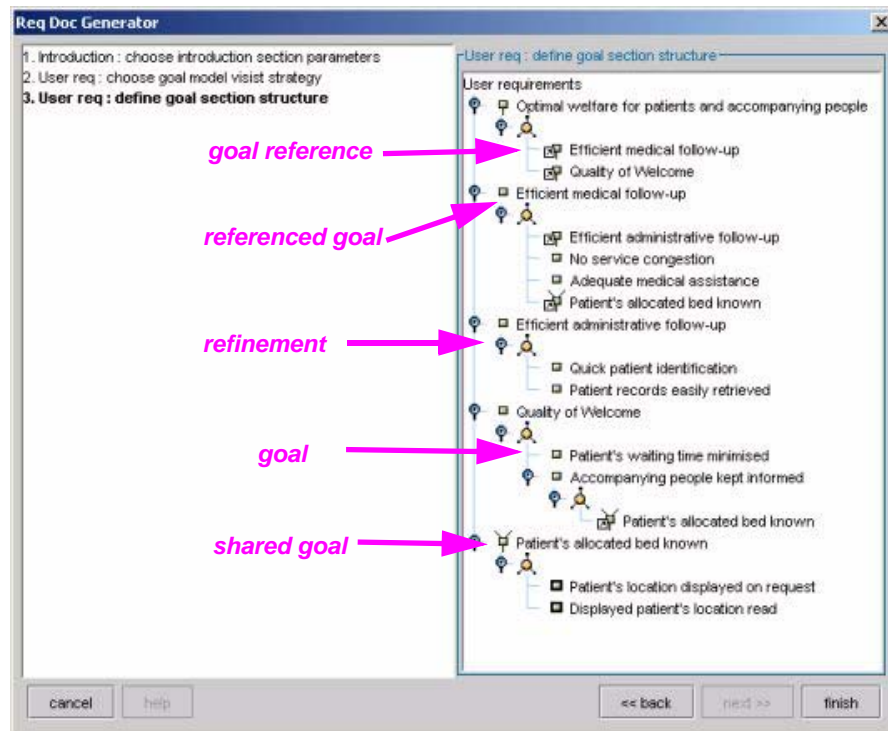 Req Doc Generator
1. Introduction : choose introduction section parameters
2. User req : choose goal model visist strategy
3. User req : define goal section structure
User req : define goal section structure
User requirements
Optimal welfare for patients and accompanying people
goal reference
Efficient medical follow-up
Quality of Welcome
Efficient medical follow-up
referenced goal
Efficient administrative follow-up
No service congestion
Adequate medical assistance
Patient's allocated bed known
Efficient administrative follow-up
refinement
Quick patient identification
Patient records easily retrieved
Quality of Welcome
goal
Patient's waiting time minimised
Accompanying people kept informed
Patient's allocated bed known
shared goal
Patient's allocated bed known
Patient's location displayed on request
Displayed patient's location read
cancel
help
<< back
next >>
finish